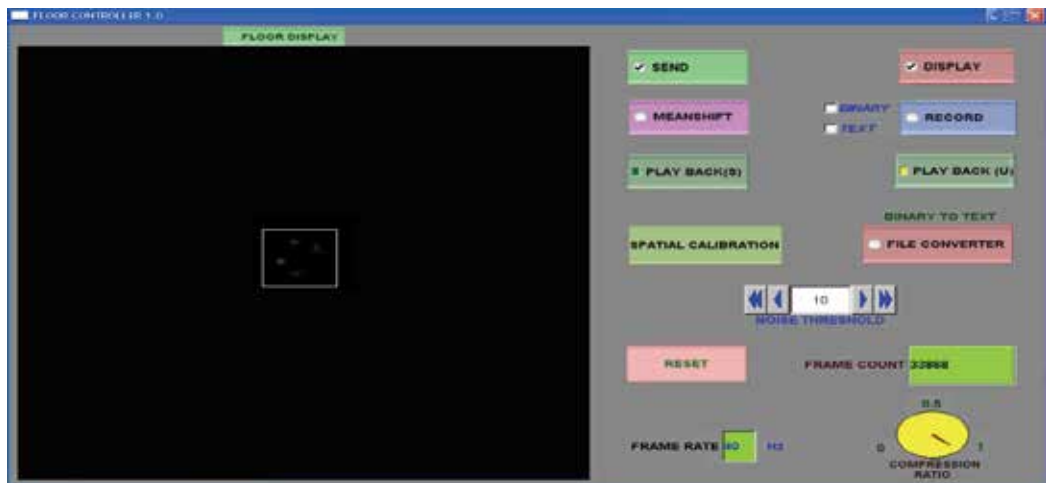 FLOOR CONTROLLER 1.0
FLOOR DISPLAY
SEND
DISPLAY
MEANSHIFT
BINARY
TEXT
RECORD
PLAY BACK(S)
PLAY BACK (U)
BINARY TO TEXT
SPATIAL CALIBRATION
FILE CONVERTER
10
NOISE THRESHOLD
RESET
FRAME COUNT 33868
0.5
FRAME RATE 40 HZ
0
1
COMPRESSION
RATIO